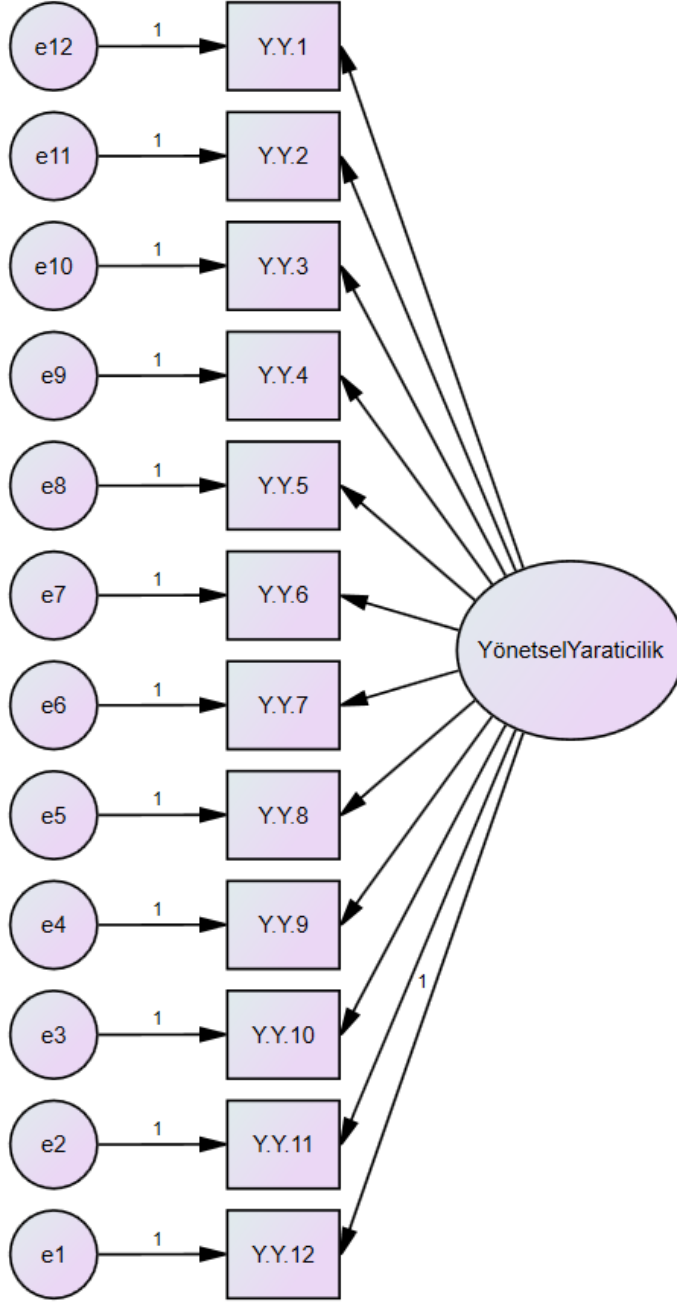 e12 1 Y.Y.1
e11 1 Y.Y.2
e10 1 Y.Y.3
e9 1 Y.Y.4
e8 1 Y.Y.5
e7 1 Y.Y.6
YönetselYaraticilik
e6 1 Y.Y.7
e5 1 Y.Y.8
e4 1 Y.Y.9
1
e3 1 Y.Y.10
e2 1 Y.Y.11
e1 1 Y.Y.12